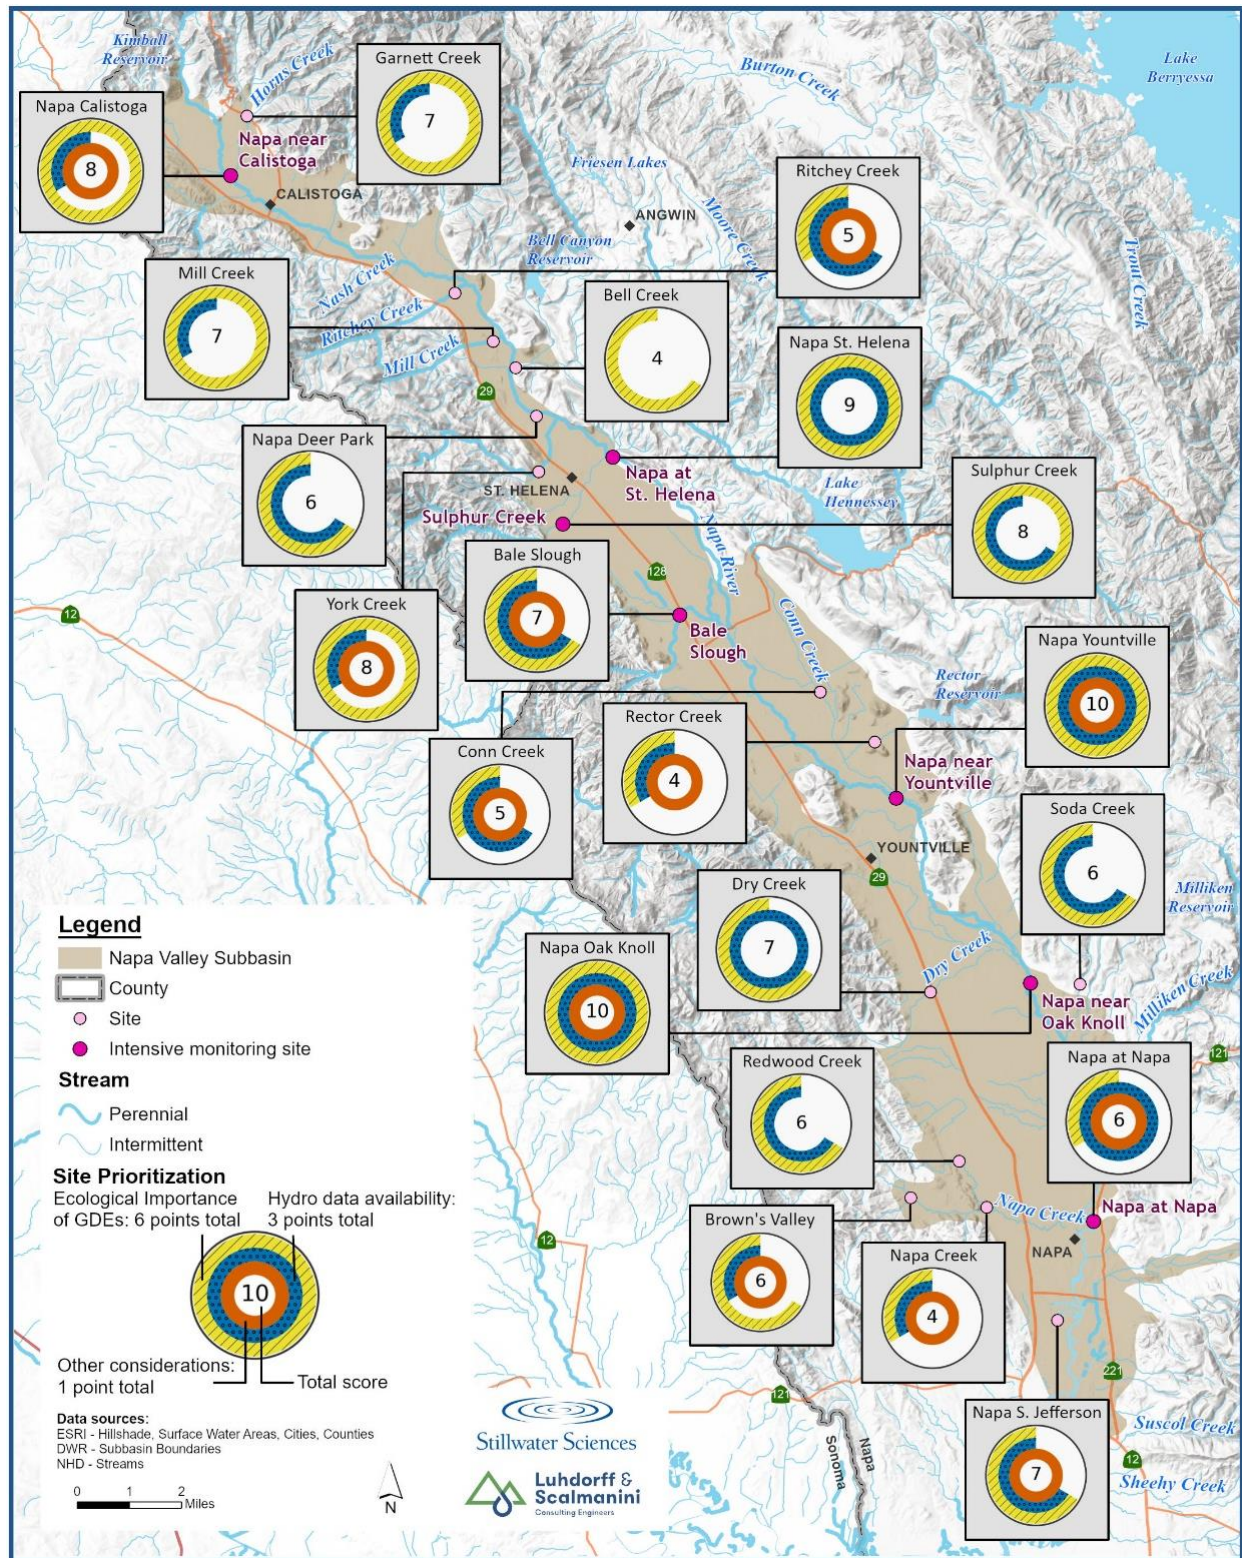 Kimball
Reservoir
Horns Creek
Garnett Creek
7
Burton Creek
Lake
Berryessa
Napa Calistoga
8
Napa near
Calistoga
CALISTOGA
Friesen Lakes
ANGWIN
Moore Creek
Ritchey Creek
5
Bell Canyon
Reservoir
Trout Creek
Mill Creek
7
Nash Creek
Ritchey Creek
Mill Creek
Bell Creek
4
Napa St. Helena
9
29
Napa Deer Park
6
ST. HELENA
Napa at
St. Helena
Lake
Hennessey
Sulphur Creek
8
Sulphur Creek
Napa River
Bale Slough
7
128
12
York Creek
8
Bale
Slough
Conn Creek
Napa Yountville
10
Rector
Reservoir
Rector Creek
4
Conn Creek
5
Napa near
Yountville
Soda Creek
6
YOUNTVILLE
29
Dry Creek
7
Milliken
Reservoir
Napa Oak Knoll
10
Dry Creek
Napa near
Oak Knoll
Milliken Creek
121
Redwood Creek
6
Napa at Napa
6
Brown's Valley
6
Napa Creek
Napa at Napa
NAPA
Napa Creek
4
12
221
121
Napa S. Jefferson
7
Suscol Creek
12
Sheehy Creek
Sonoma
Napa
Legend
Napa Valley Subbasin
County
Site
Intensive monitoring site
Stream
Perennial
Intermittent
Site Prioritization
Ecological Importance
of GDEs: 6 points total
Hydro data availability:
3 points total
10
Other considerations:
1 point total
Total score
Data sources:
ESRI - Hillshade, Surface Water Areas, Cities, Counties
DWR - Subbasin Boundaries
NHD - Streams
0 1 2
Miles
N
Stillwater Sciences
Luhdorff &
Scalmanini
Consulting Engineers